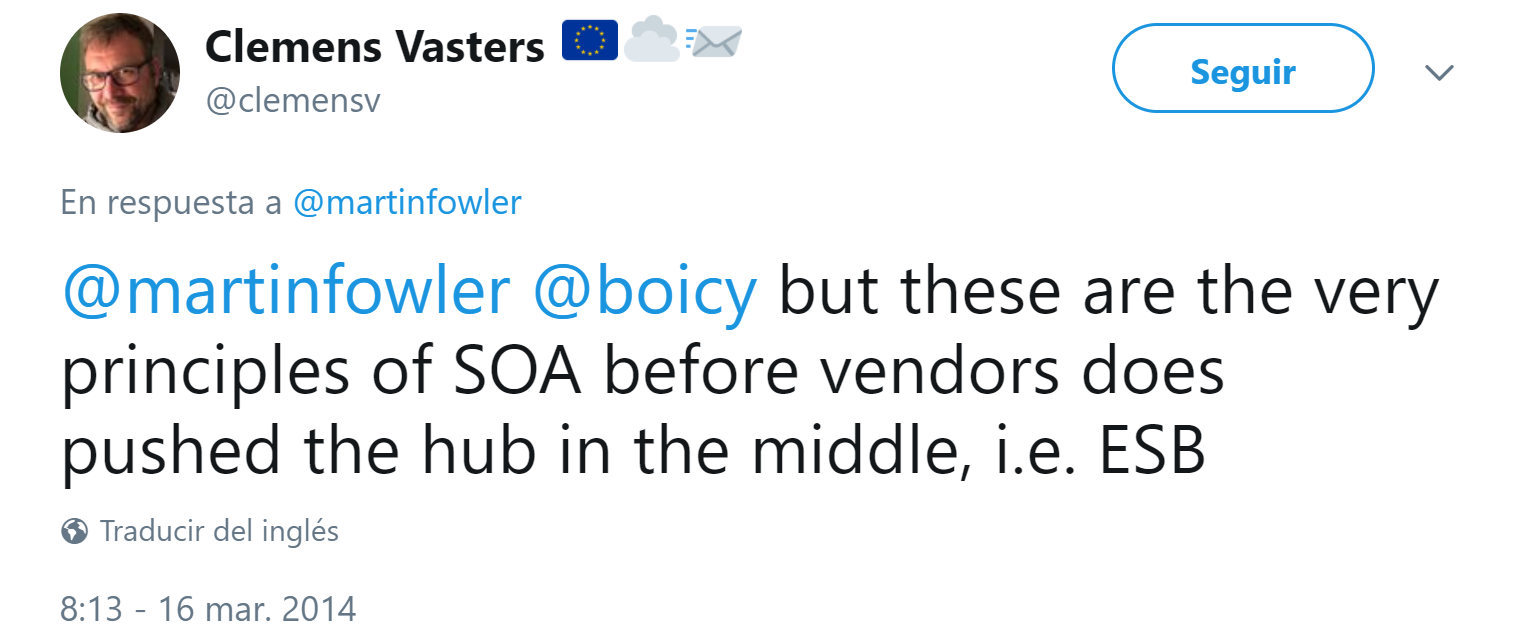 Clemens Vasters
@clemensv
Seguir
En respuesta a @martinfowler
@martinfowler @boicy but these are the very
principles of SOA before vendors does
pushed the hub in the middle, i.e. ESB
Traducir del inglés
8:13 - 16 mar. 2014